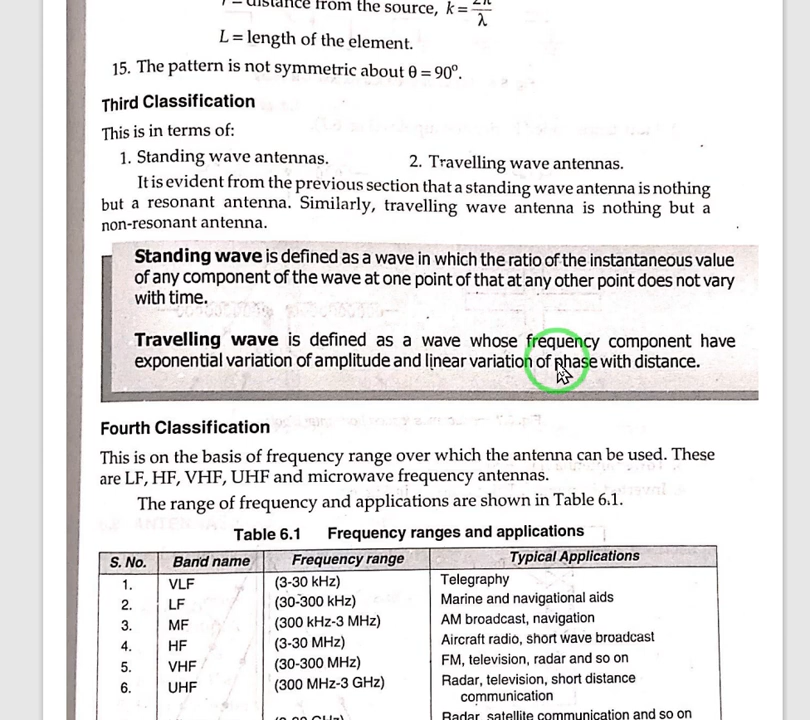 distance from the source, k = 2π
λ
L = length of the element.
15. The pattern is not symmetric about θ = 90°.
Third Classification
This is in terms of:
1. Standing wave antennas. 2. Travelling wave antennas.
It is evident from the previous section that a standing wave antenna is nothing
but a resonant antenna. Similarly, travelling wave antenna is nothing but a
non-resonant antenna.
Standing wave is defined as a wave in which the ratio of the instantaneous value
of any component of the wave at one point of that at any other point does not vary
with time.
Travelling wave is defined as a wave whose frequency component have
exponential variation of amplitude and linear variation of phase with distance.
Fourth Classification
This is on the basis of frequency range over which the antenna can be used. These
are LF, HF, VHF, UHF and microwave frequency antennas.
The range of frequency and applications are shown in Table 6.1.
Table 6.1 Frequency ranges and applications
S. No. Band name Frequency range Typical Applications
1. VLF (3-30 kHz) Telegraphy
2. LF (30-300 kHz) Marine and navigational aids
3. MF (300 kHz-3 MHz) AM broadcast, navigation
4. HF (3-30 MHz) Aircraft radio, short wave broadcast
5. VHF (30-300 MHz) FM, television, radar and so on
6. UHF (300 MHz-3 GHz) Radar, television, short distance
communication
Radar, satellite communication and so on